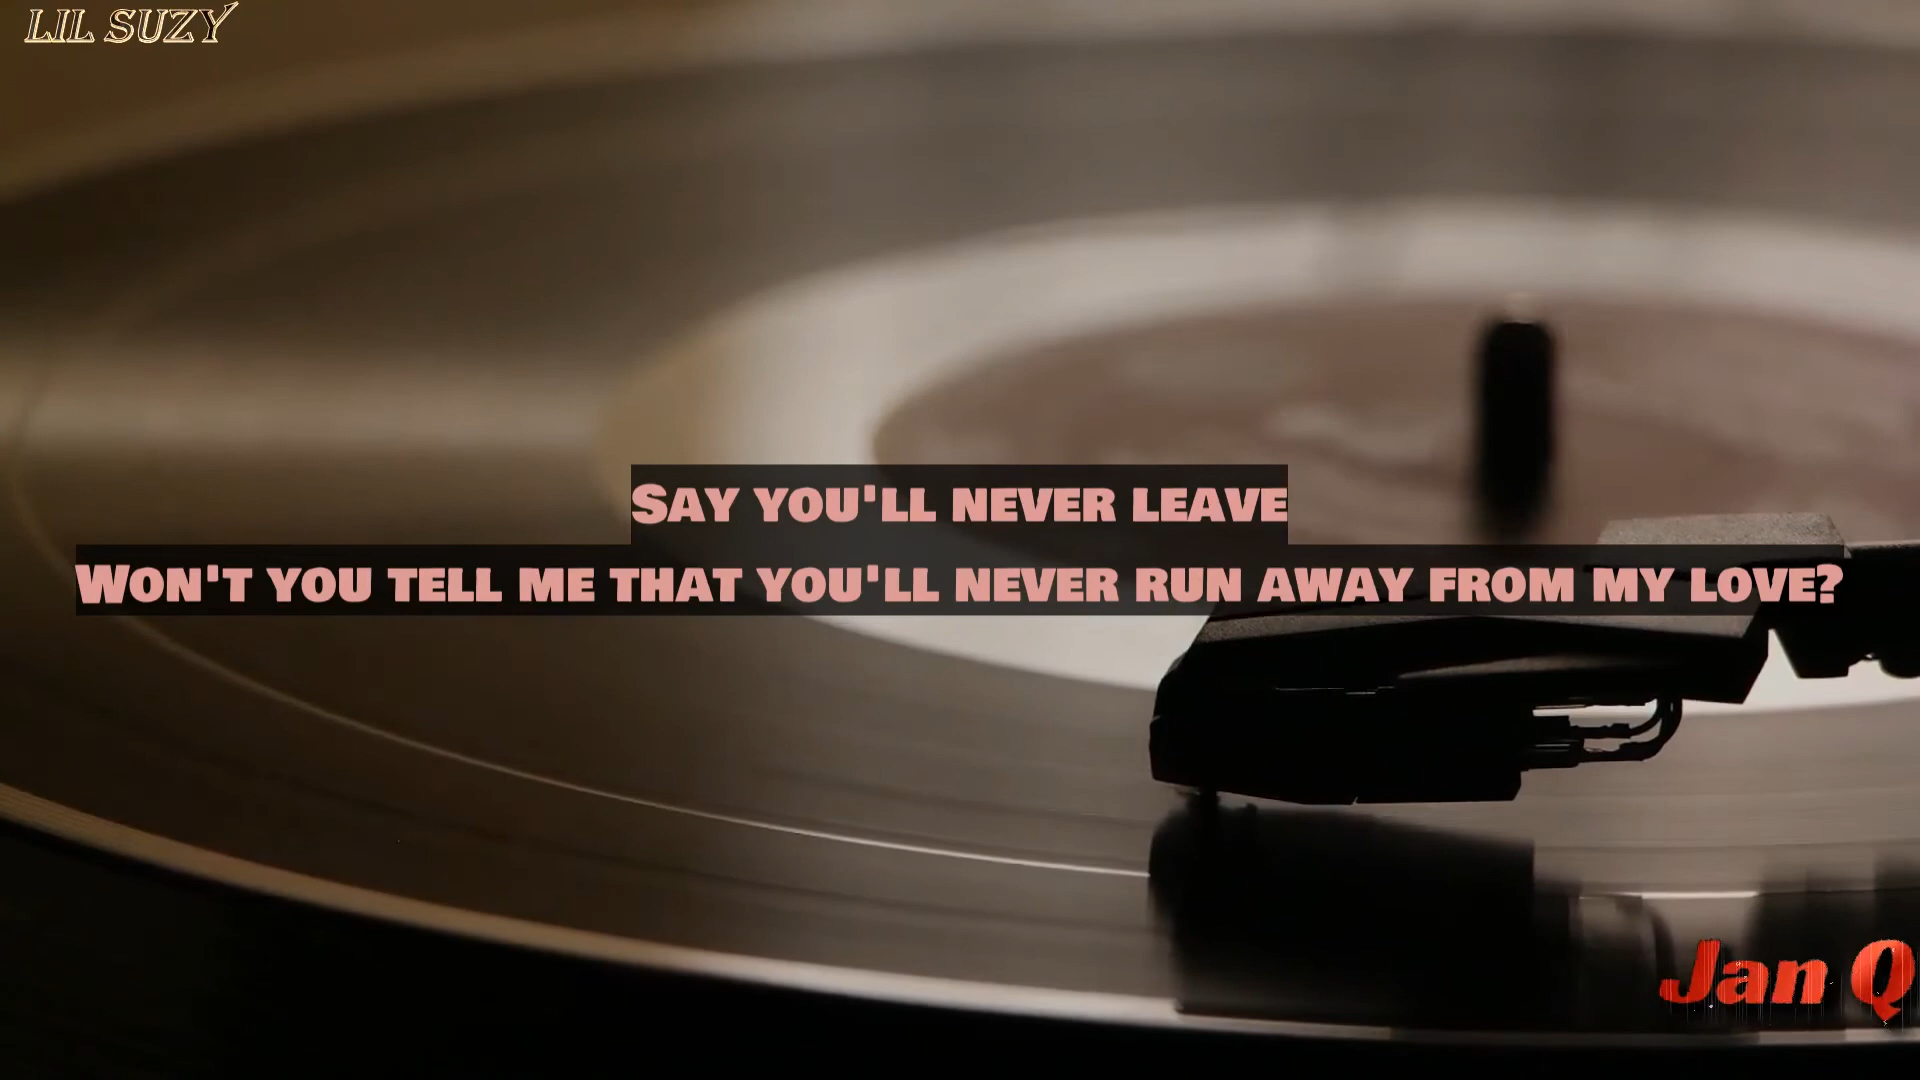 LIL SUZY
Say you'll never leave
Won't you tell me that you'll never run away from my love?
Jan Q